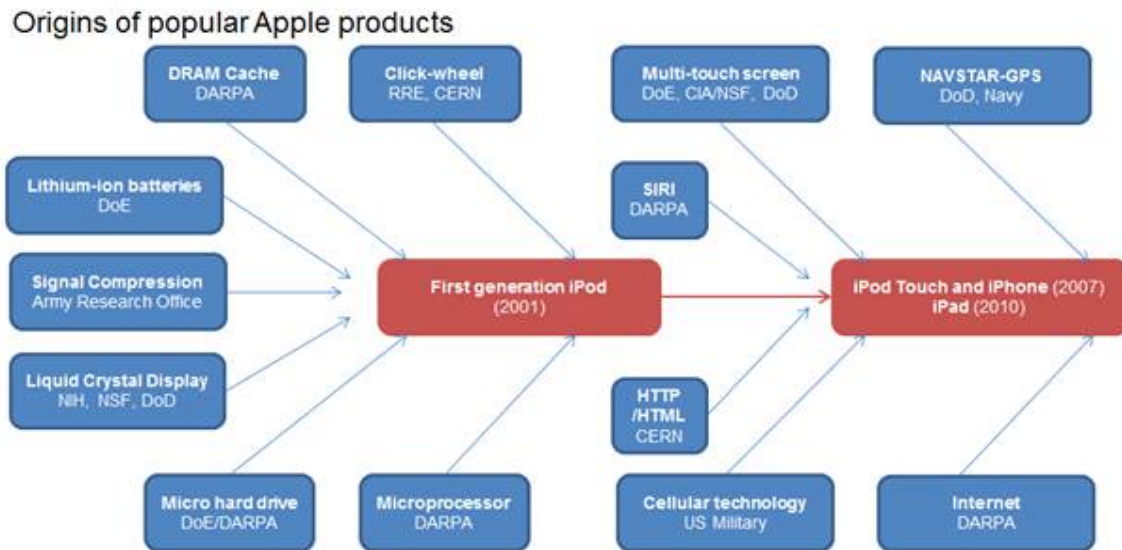 Origins of popular Apple products
DRAM Cache
DARPA
Click-wheel
RRE, CERN
Multi-touch screen
DoE, CIA/NSF, DoD
NAVSTAR-GPS
DoD, Navy
Lithium-ion batteries
DoE
SIRI
DARPA
Signal Compression
Army Research Office
First generation iPod
(2001)
iPod Touch and iPhone (2007)
iPad (2010)
Liquid Crystal Display
NIH, NSF, DoD
HTTP
/HTML
CERN
Micro hard drive
DoE/DARPA
Microprocessor
DARPA
Cellular technology
US Military
Internet
DARPA